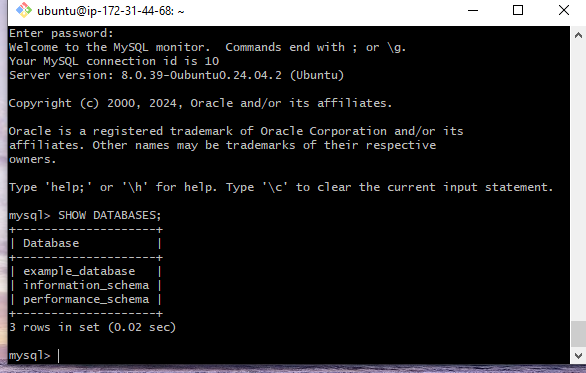 ubuntu@ip-172-31-44-68: ~
Enter password:
Welcome to the MySQL monitor.  Commands end with ; or \g.
Your MySQL connection id is 10
Server version: 8.0.39-0ubuntu0.24.04.2 (Ubuntu)

Copyright (c) 2000, 2024, Oracle and/or its affiliates.

Oracle is a registered trademark of Oracle Corporation and/or its
affiliates. Other names may be trademarks of their respective
owners.

Type 'help;' or '\h' for help. Type '\c' to clear the current input statement.

mysql> SHOW DATABASES;
+--------------------+
| Database           |
+--------------------+
| example_database   |
| information_schema |
| performance_schema |
+--------------------+
3 rows in set (0.02 sec)

mysql>